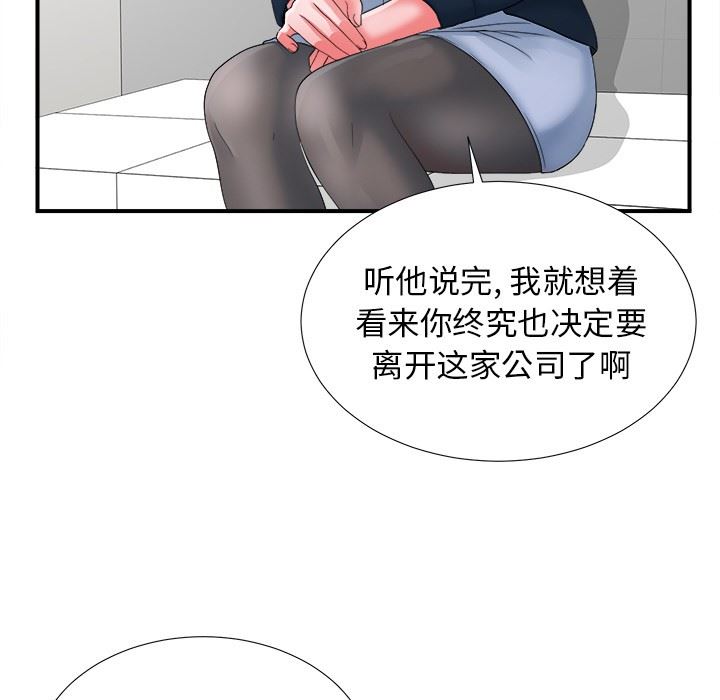 听他说完, 我就想着
看来你终究也决定要
离开这家公司了啊